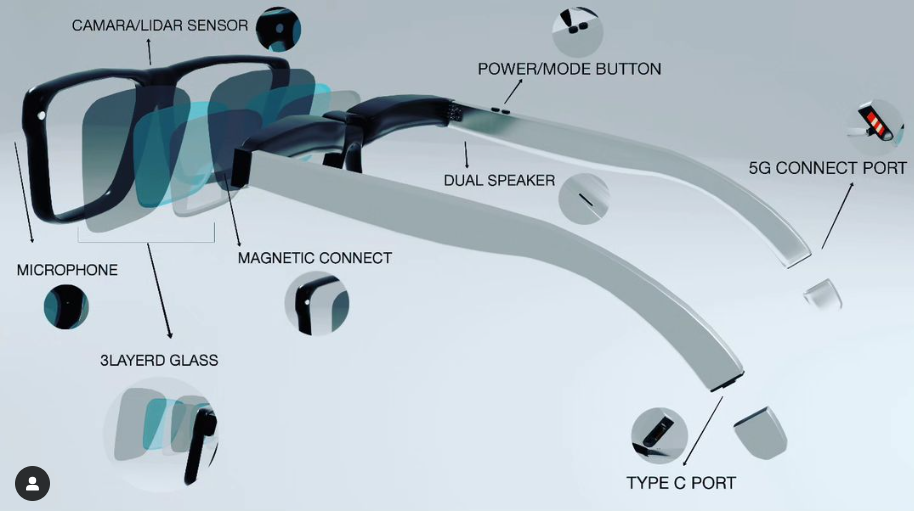 CAMARA/LIDAR SENSOR
POWER/MODE BUTTON
5G CONNECT PORT
DUAL SPEAKER
MAGNETIC CONNECT
MICROPHONE
3LAYERD GLASS
TYPE C PORT